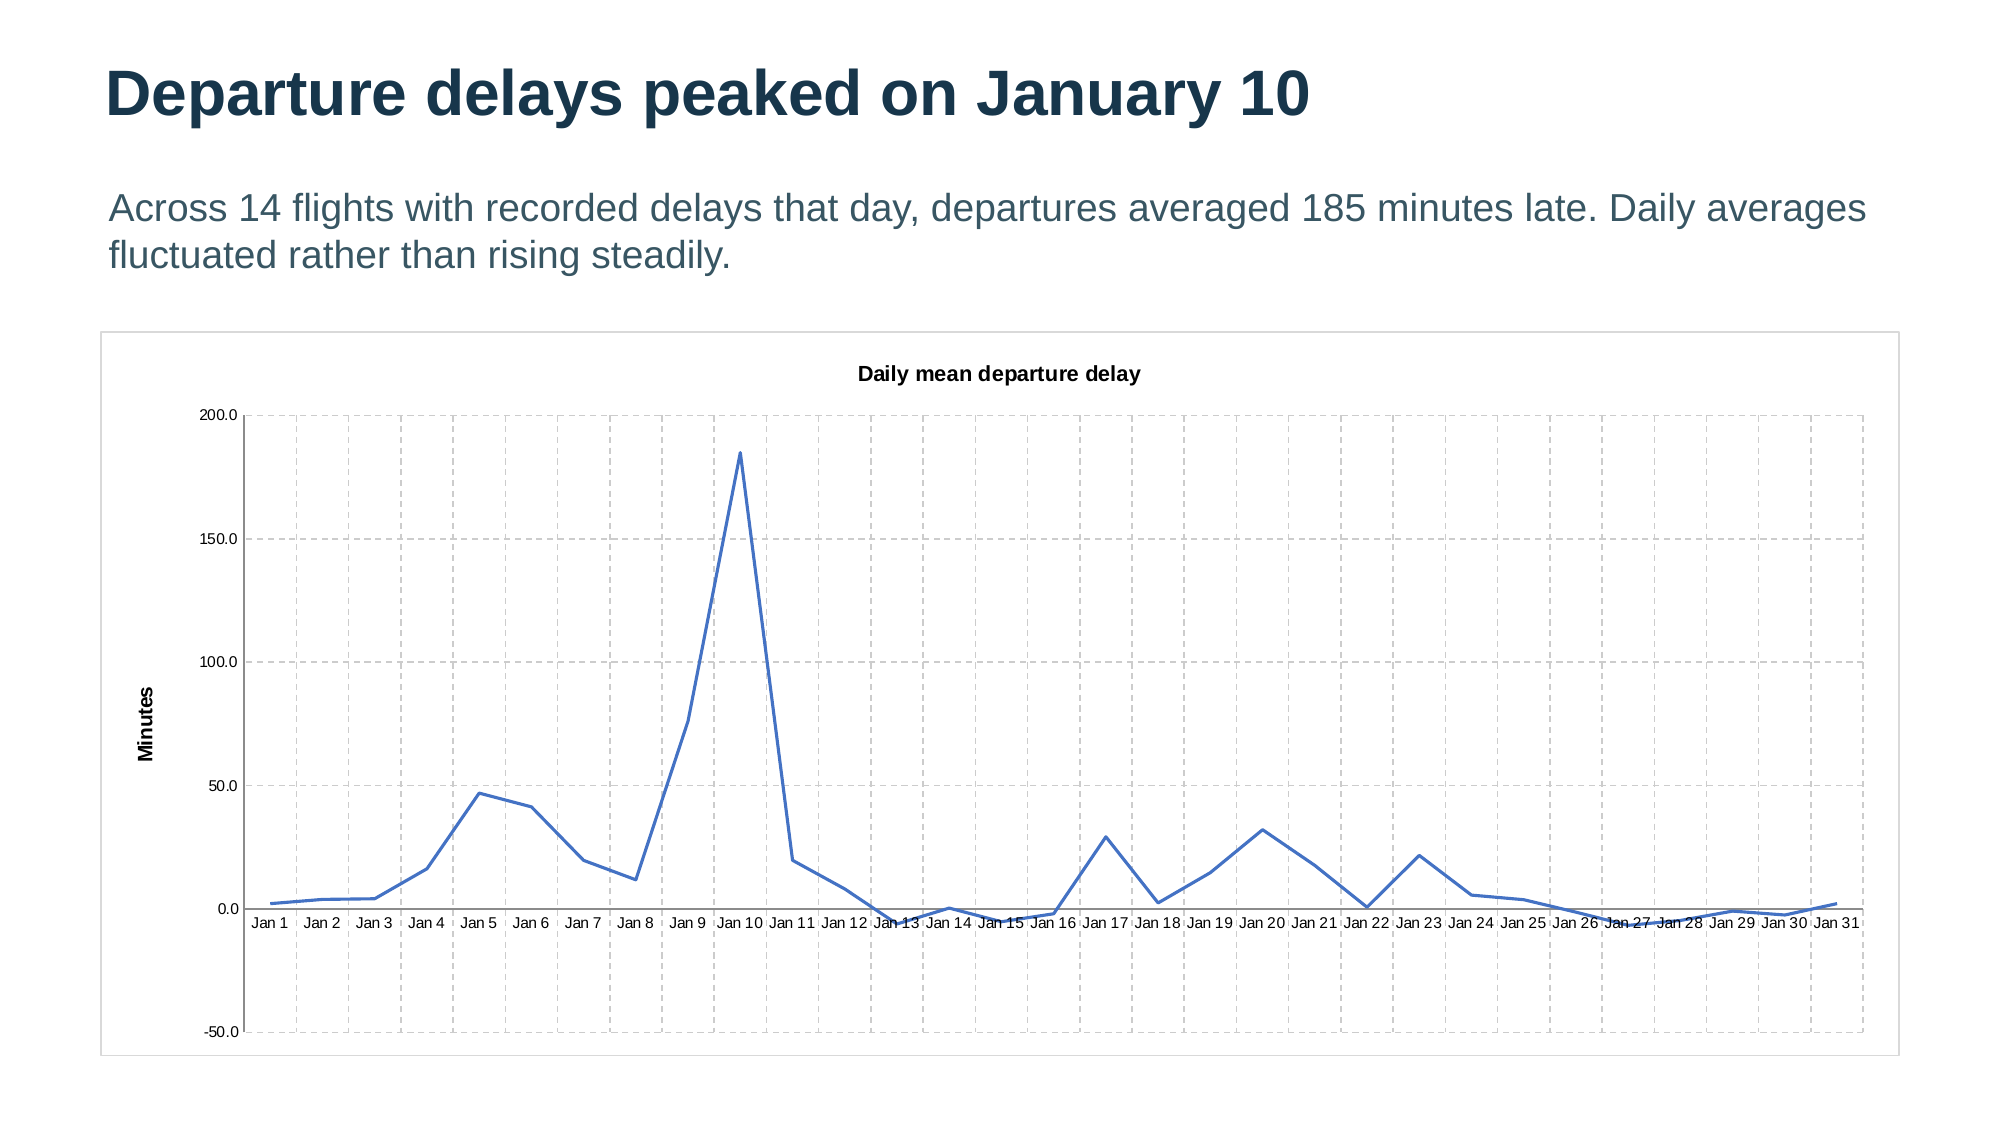 Departure delays peaked on January 10
Across 14 flights with recorded delays that day, departures averaged 185 minutes late. Daily averages
fluctuated rather than rising steadily.
Daily mean departure delay
Minutes
200.0
150.0
100.0
50.0
0.0
-50.0
Jan 1 Jan 2 Jan 3 Jan 4 Jan 5 Jan 6 Jan 7 Jan 8 Jan 9 Jan 10 Jan 11 Jan 12 Jan 13 Jan 14 Jan 15 Jan 16 Jan 17 Jan 18 Jan 19 Jan 20 Jan 21 Jan 22 Jan 23 Jan 24 Jan 25 Jan 26 Jan 27 Jan 28 Jan 29 Jan 30 Jan 31